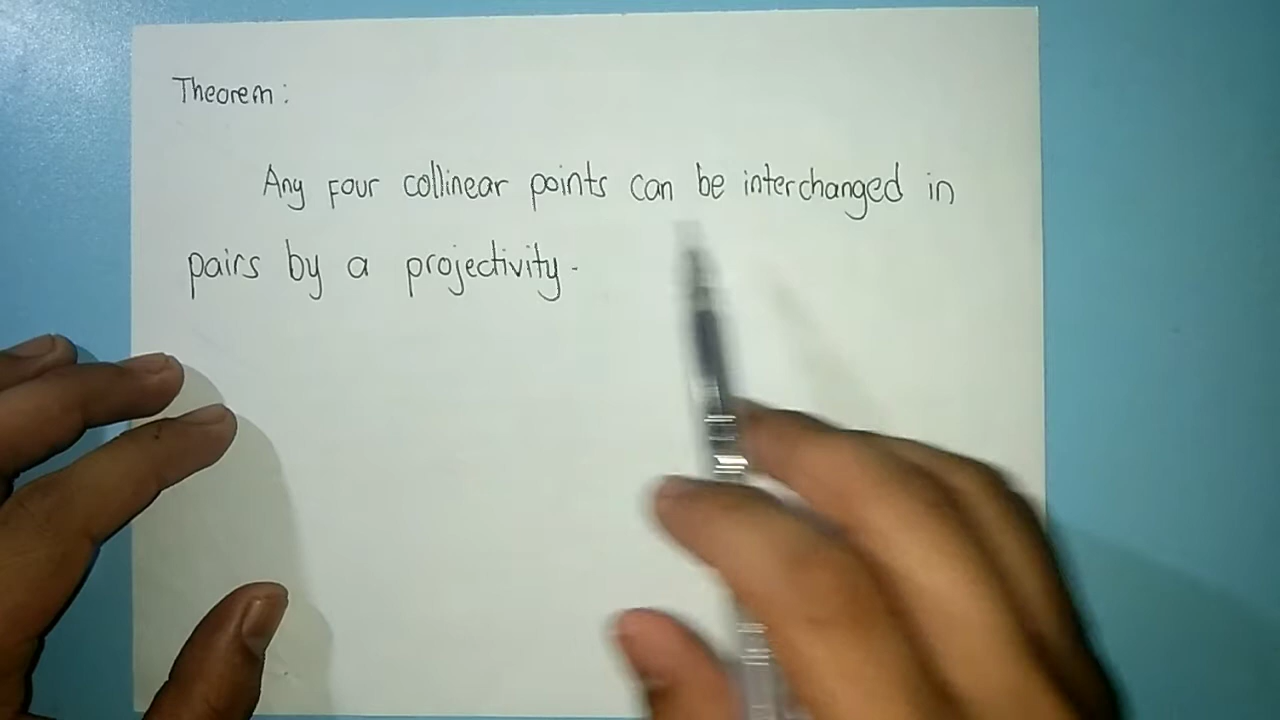 Theorem:
Any four collinear points can be interchanged in
pairs by a projectivity.